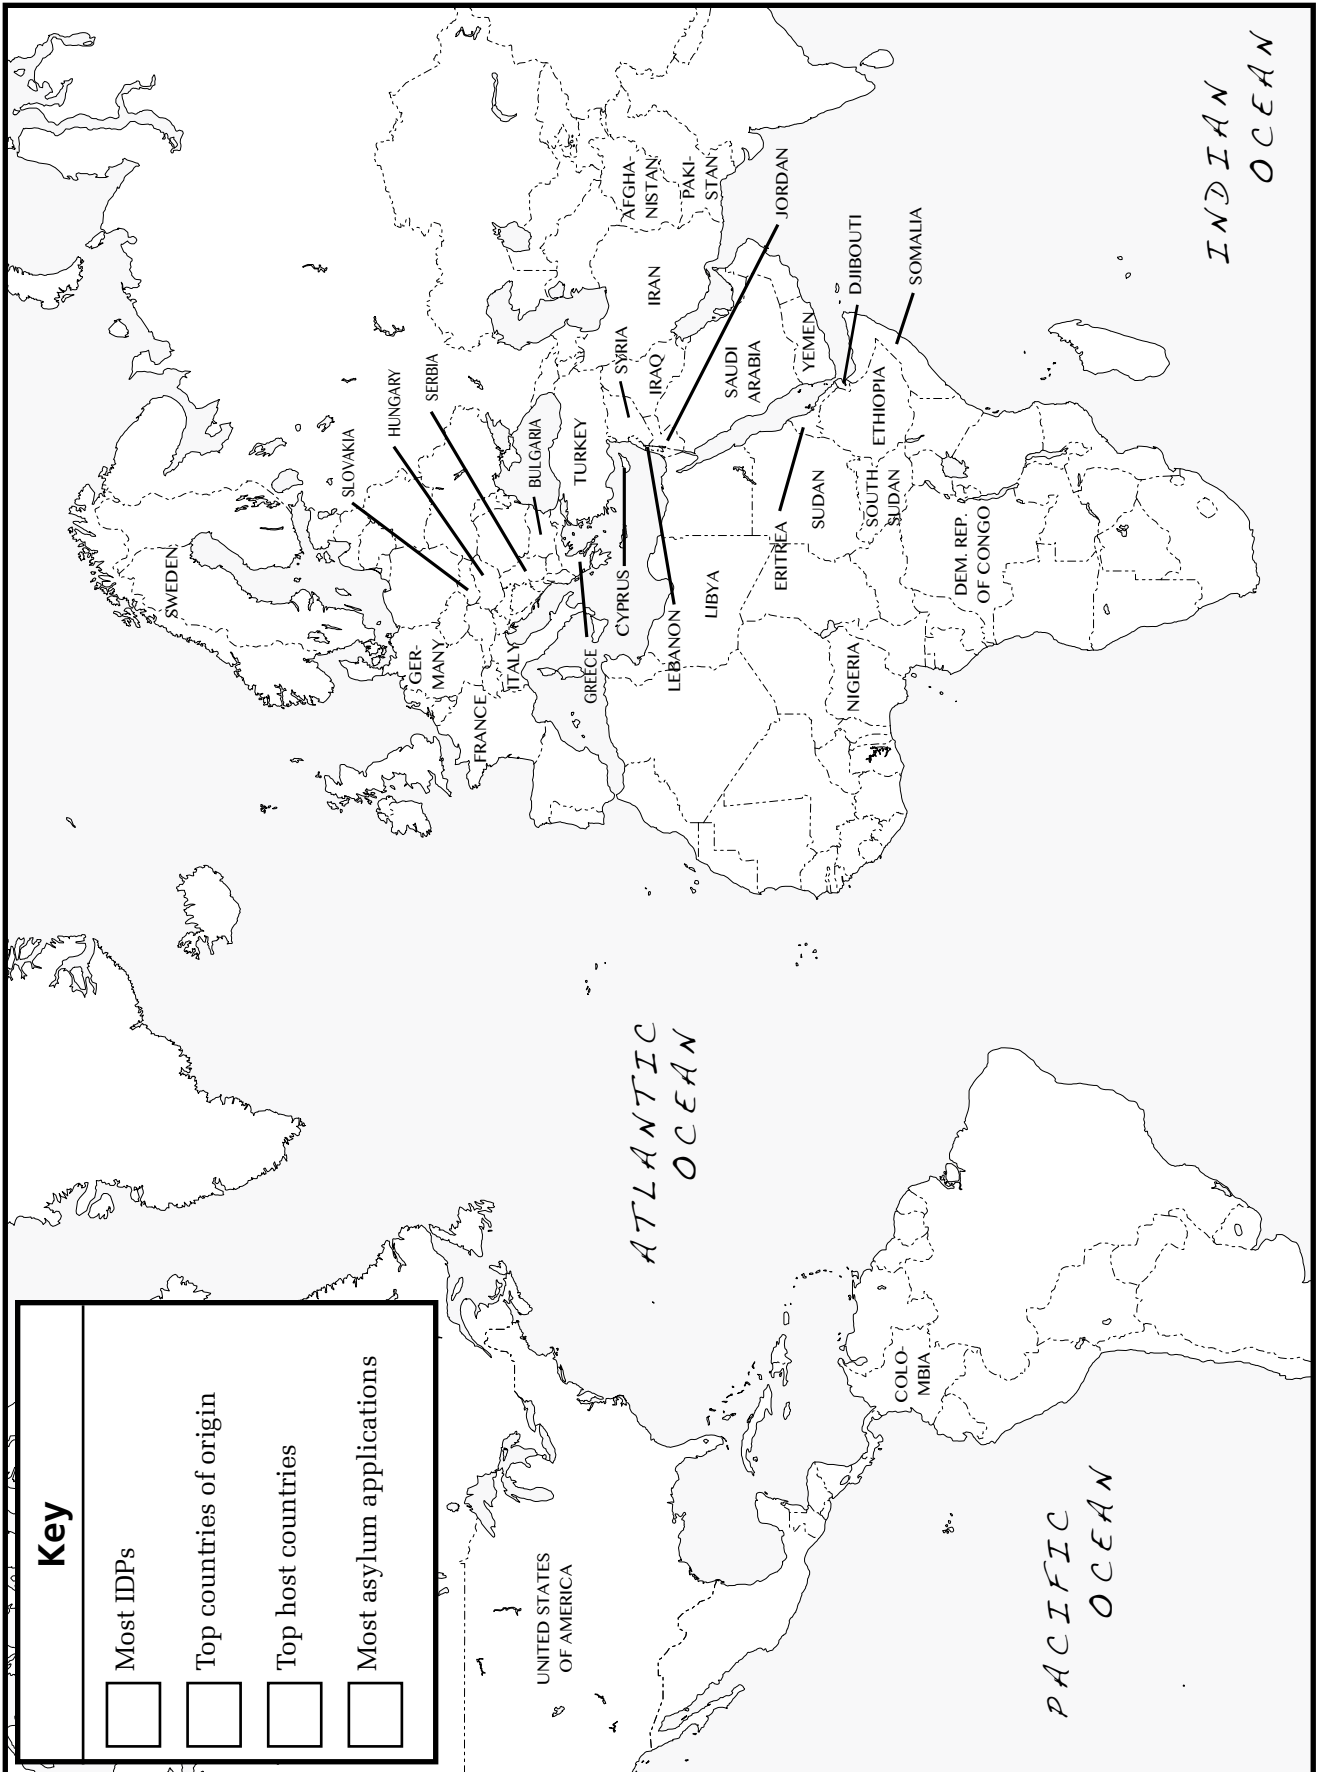 Key
Most IDPs
Top countries of origin
Top host countries
Most asylum applications
UNITED STATES
OF AMERICA
COLO-
MBIA
PACIFIC
OCEAN
ATLANTIC
OCEAN
SWEDEN
GER-
MANY
FRANCE
ITALY
SLOVAKIA
HUNGARY
SERBIA
BULGARIA
GREECE
TURKEY
CYPRUS
SYRIA
LEBANON
IRAQ
IRAN
AFGHA-
NISTAN
PAKI-
STAN
JORDAN
SAUDI
ARABIA
YEMEN
LIBYA
NIGERIA
ERITREA
SUDAN
SOUTH
SUDAN
ETHIOPIA
DJIBOUTI
SOMALIA
DEM. REP.
OF CONGO
INDIAN
OCEAN